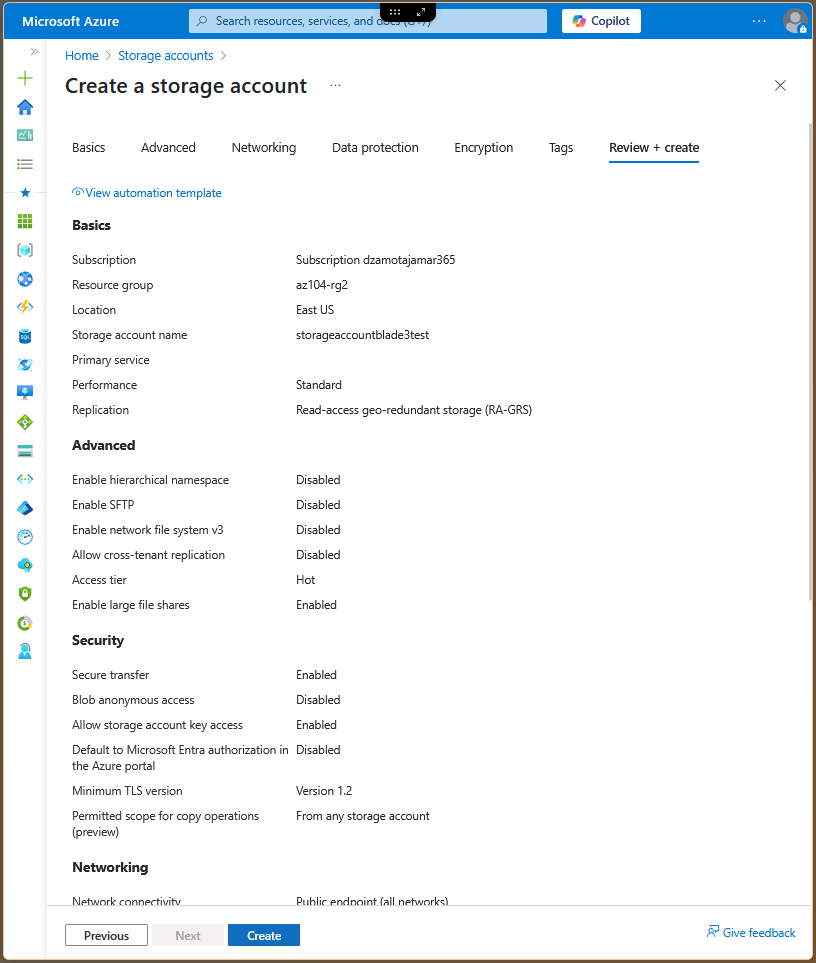 Microsoft Azure
Search resources, services, and docs (G+/)
Copilot
Home > Storage accounts >
Create a storage account ...
Basics Advanced Networking Data protection Encryption Tags Review + create
View automation template
Basics
Subscription Subscription dzamotajamar365
Resource group az104-rg2
Location East US
Storage account name storageaccountblade3test
Primary service
Performance Standard
Replication Read-access geo-redundant storage (RA-GRS)
Advanced
Enable hierarchical namespace Disabled
Enable SFTP Disabled
Enable network file system v3 Disabled
Allow cross-tenant replication Disabled
Access tier Hot
Enable large file shares Enabled
Security
Secure transfer Enabled
Blob anonymous access Disabled
Allow storage account key access Enabled
Default to Microsoft Entra authorization in Disabled
the Azure portal
Minimum TLS version Version 1.2
Permitted scope for copy operations From any storage account
(preview)
Networking
Network connectivity Public endpoint (all networks)
Previous Next Create Give feedback